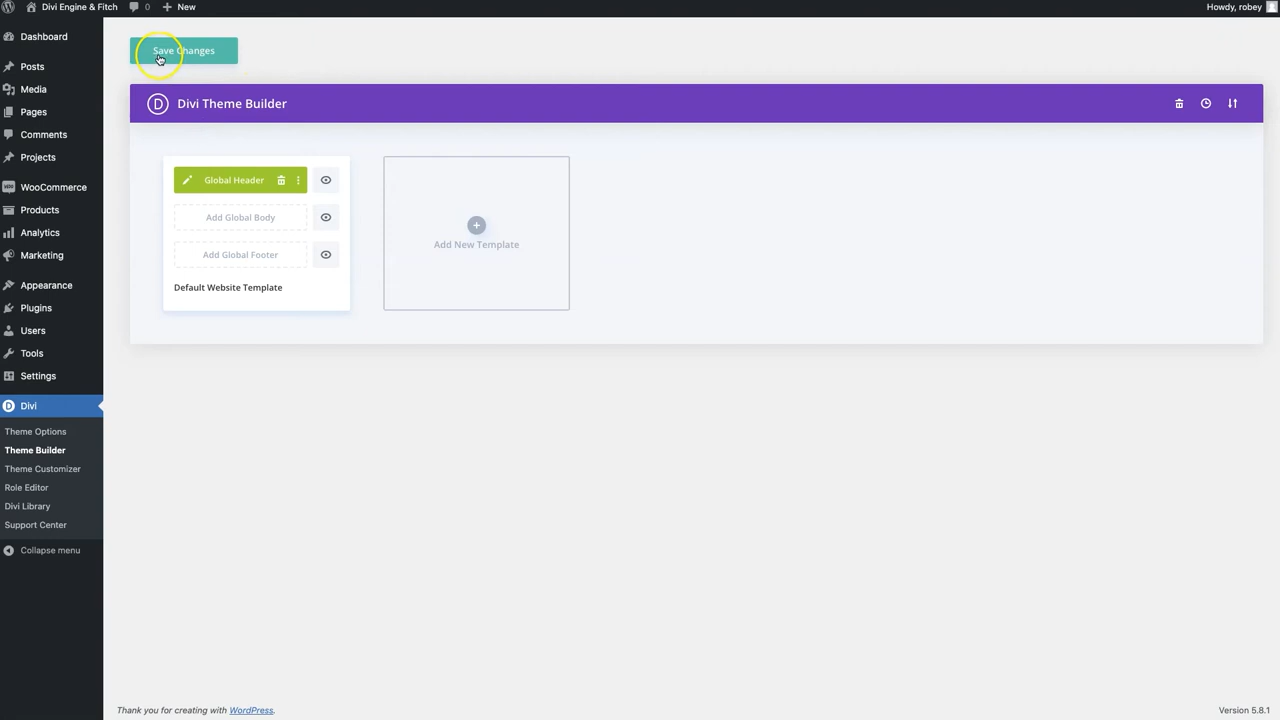 Divi Engine & Fitch
0
New
Howdy, robey
Dashboard
Posts
Media
Pages
Comments
Projects
WooCommerce
Products
Analytics
Marketing
Appearance
Plugins
Users
Tools
Settings
Divi
Theme Options
Theme Builder
Theme Customizer
Role Editor
Divi Library
Support Center
Collapse menu
Save Changes
D Divi Theme Builder
Global Header
Add Global Body
Add Global Footer
Default Website Template
Add New Template
Thank you for creating with WordPress.
Version 5.8.1